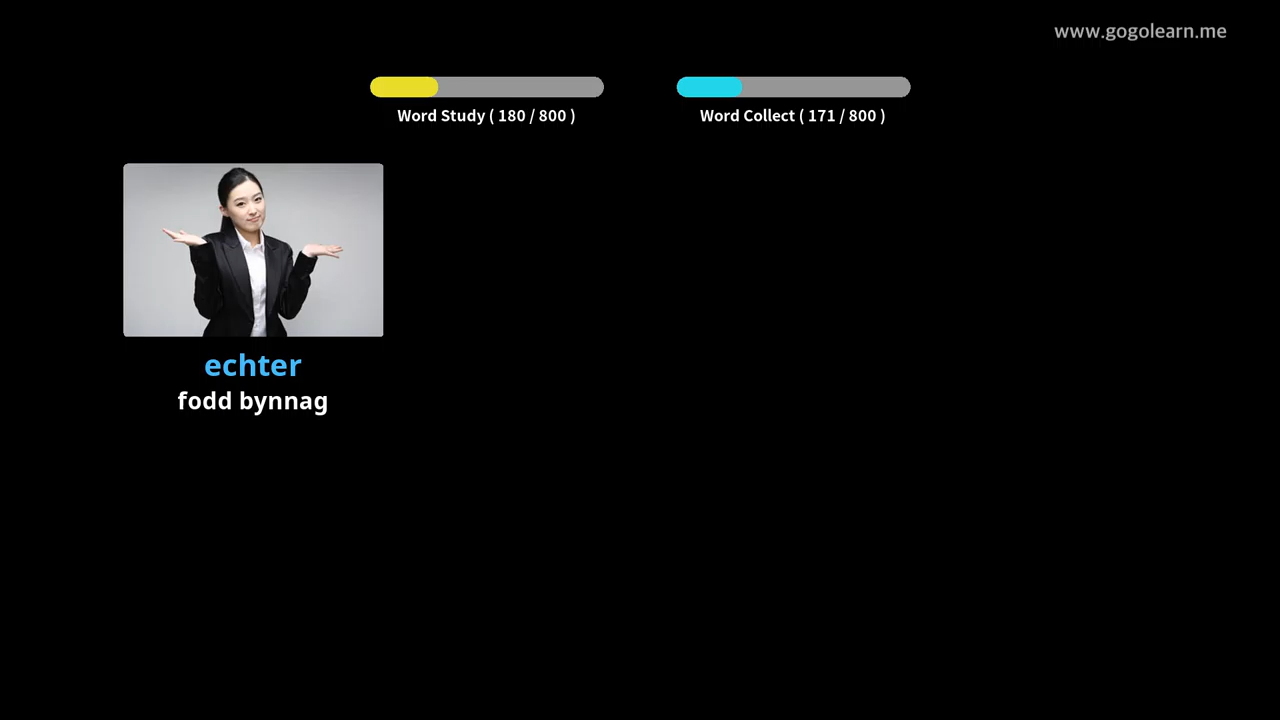 www.gogolearn.me
Word Study ( 180 / 800 )
Word Collect ( 171 / 800 )
echter
fodd bynnag